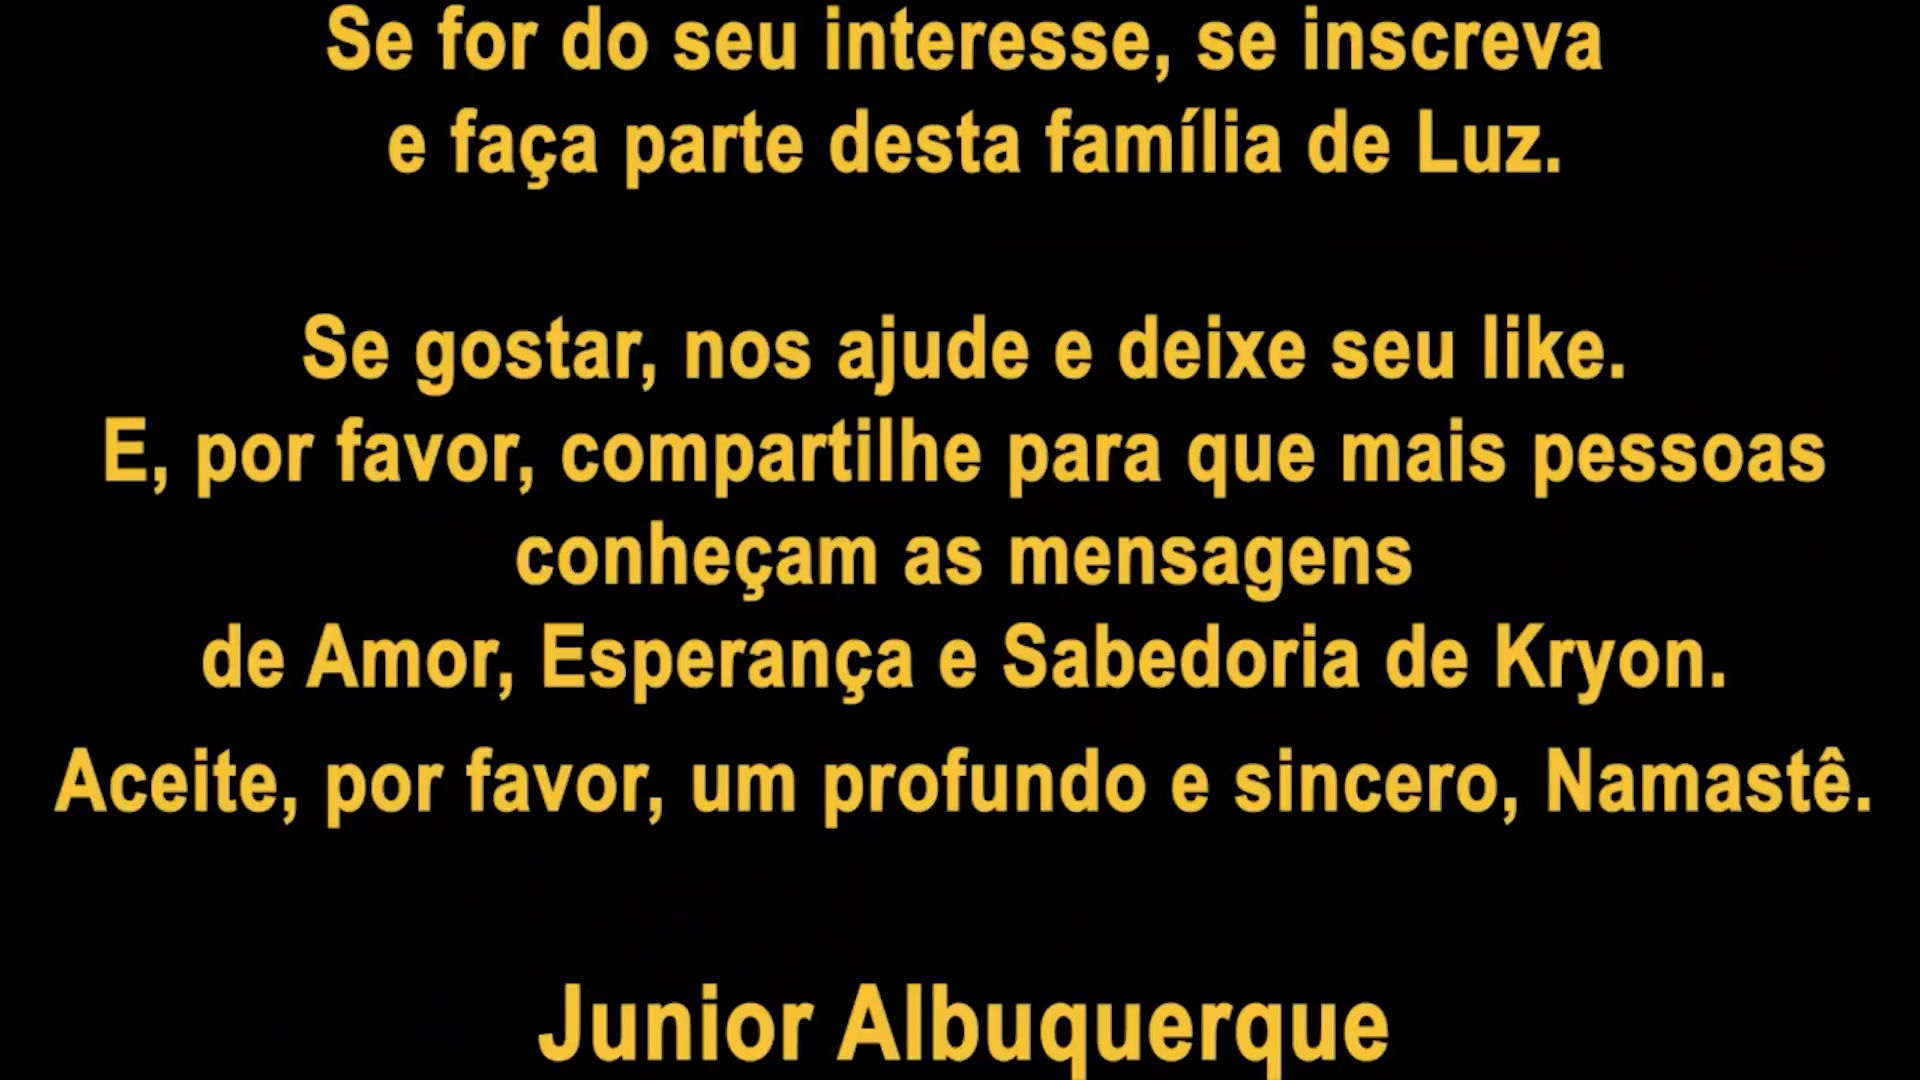 Se for do seu interesse, se inscreva
e faça parte desta família de Luz.
Se gostar, nos ajude e deixe seu like.
E, por favor, compartilhe para que mais pessoas
conheçam as mensagens
de Amor, Esperança e Sabedoria de Kryon.
Aceite, por favor, um profundo e sincero, Namastê.
Junior Albuquerque